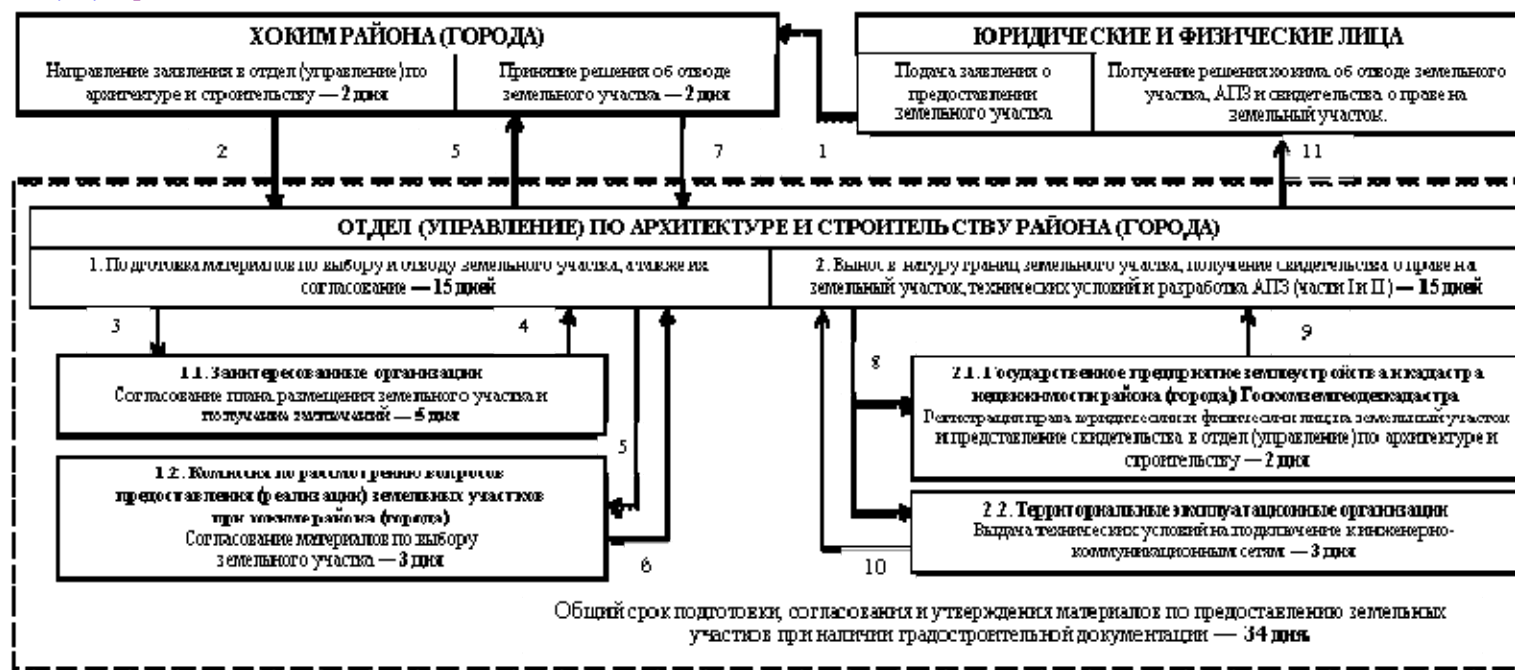 ХОКИМ РАЙОНА (ГОРОДА)
Направление заявления в отдел (управление) по
архитектуре и строительству — 2 дня
Принятие решения об отводе
земельного участка — 2 дня
ЮРИДИЧЕСКИЕ И ФИЗИЧЕСКИЕ ЛИЦА
Подача заявления о
предоставлении
земельного участка
Получение решения хокима об отводе земельного
участка, АПЗ и свидетельства о праве на
земельный участок.
2
5
7
1
11
ОТДЕЛ (УПРАВЛЕНИЕ) ПО АРХИТЕКТУРЕ И СТРОИТЕЛЬСТВУ РАЙОНА (ГОРОДА)
1. Подготовка материалов по выбору и отводу земельного участка, а также их
согласование — 15 дней
2. Вынос в натуру границ земельного участка, получение свидетельства о праве на
земельный участок, технических условий и разработка АПЗ (части I и II) — 15 дней
3
4
8
9
1.1. Заинтересованные организации
Согласование плана размещения земельного участка и
получение заключений — 5 дня
2.1. Государственное предприятие землеустройства и кадастра
недвижимости района (города) Госкомземгеодезкадастра
Регистрация права юридических и физических лиц на земельный участок
и представление свидетельства в отдел (управление) по архитектуре и
строительству — 2 дня
5
1.2. Комиссия по рассмотрению вопросов
предоставления (реализации) земельных участков
при хокиме района (города)
Согласование материалов по выбору
земельного участка — 3 дня
2.2. Территориальные эксплуатационные организации
Выдача технических условий на подключение к инженерно-
коммуникационным сетям — 3 дня
6
10
Общий срок подготовки, согласования и утверждения материалов по предоставлению земельных
участков при наличии градостроительной документации — 34 дня.